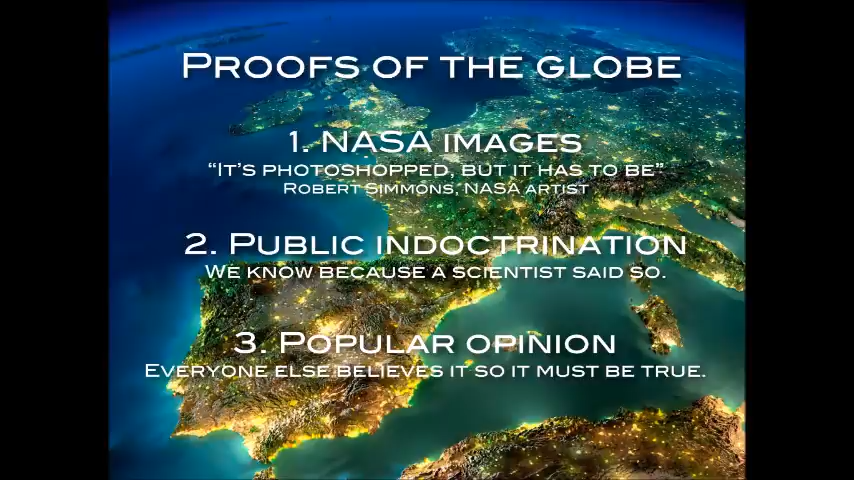 Proofs of the globe
1. NASA images
“It's photoshopped, but it has to be”
Robert Simmons, NASA artist
2. Public indoctrination
We know because a scientist said so.
3. Popular opinion
Everyone else believes it so it must be true.